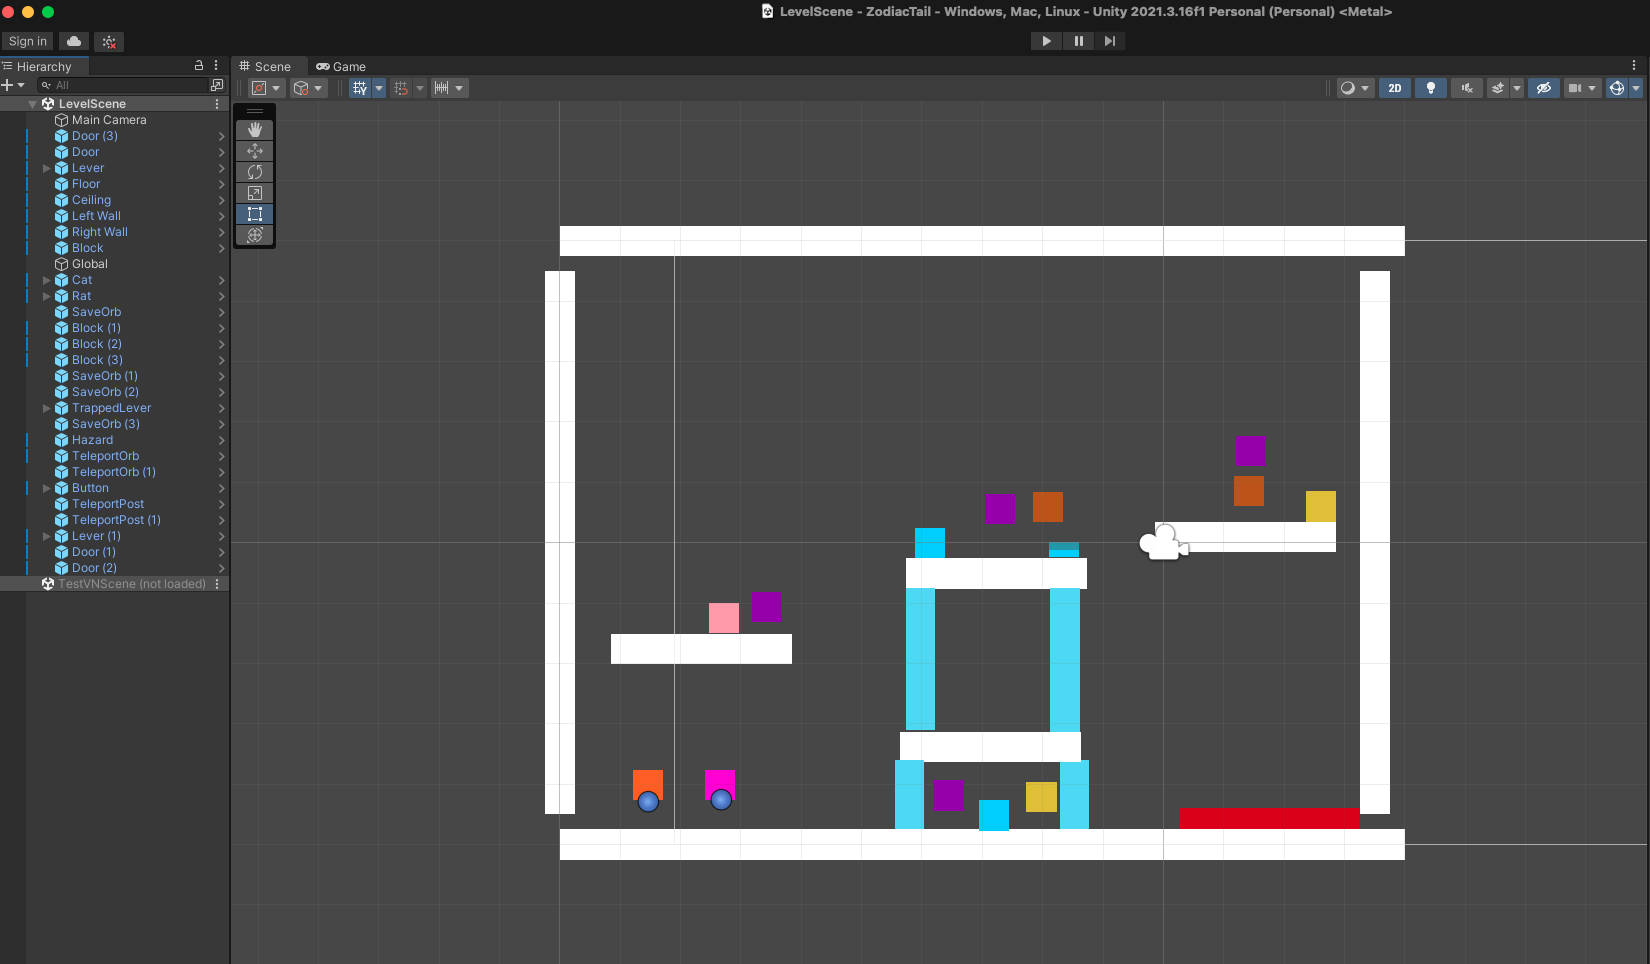 LevelScene - ZodiacTail - Windows, Mac, Linux - Unity 2021.3.16f1 Personal (Personal) <Metal>
Sign in
Hierarchy
Scene
Game
All
2D
LevelScene
Main Camera
Door (3)
Door
Lever
Floor
Ceiling
Left Wall
Right Wall
Block
Global
Cat
Rat
SaveOrb
Block (1)
Block (2)
Block (3)
SaveOrb (1)
SaveOrb (2)
TrappedLever
SaveOrb (3)
Hazard
TeleportOrb
TeleportOrb (1)
Button
TeleportPost
TeleportPost (1)
Lever (1)
Door (1)
Door (2)
TestVNScene (not loaded)